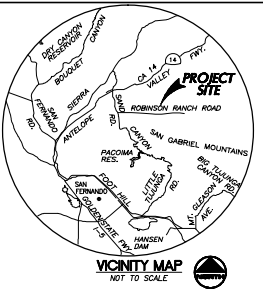 DRY CANYON
RESERVOIR
BOUQUET CANYON
SAN
FERNANDO
RD.
SIERRA
ANTELOPE VALLEY FWY.
CA 14
14
PROJECT
SITE
ROBINSON RANCH ROAD
SAND
CANYON
RD.
SAN GABRIEL MOUNTAINS
PACOIMA
RES.
BIG TUJUNGA
CANYON RD.
LITTLE
TUJUNGA
RD.
SAN
FERNANDO
FOOT HILL
GOLDENSTATE FWY
I-5
HANSEN
DAM
MT. GLEASON
AVE.
VICINITY MAP
NOT TO SCALE